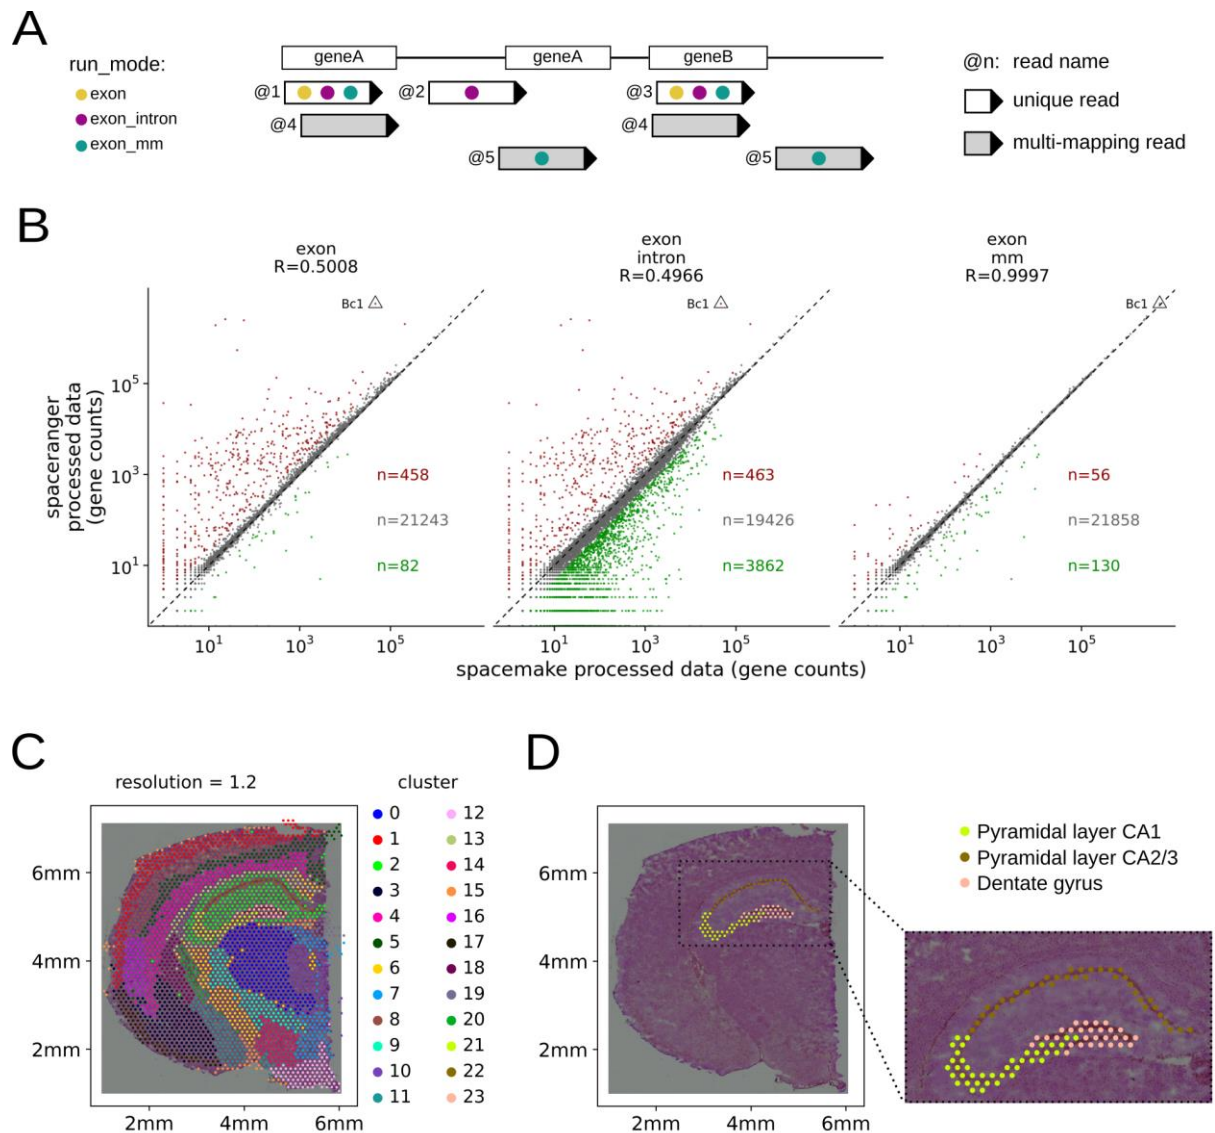 A
run_mode:
exon
exon_intron
exon_mm
geneA geneA geneB
@1 @2 @3
@4 @4
@5 @5
@n: read name
unique read
multi-mapping read
B
exon
R=0.5008
exon
intron
R=0.4966
exon
mm
R=0.9997
spaceranger
processed data
(gene counts)
10^5
10^3
10^1
Bc1
n=458
n=21243
n=82
Bc1
n=463
n=19426
n=3862
Bc1
n=56
n=21858
n=130
10^1 10^3 10^5 10^1 10^3 10^5 10^1 10^3 10^5
spacemake processed data (gene counts)
C
resolution = 1.2
6mm
4mm
2mm
2mm 4mm 6mm
cluster
0 12
1 13
2 14
3 15
4 16
5 17
6 18
7 19
8 20
9 21
10 22
11 23
D
6mm
4mm
2mm
2mm 4mm 6mm
Pyramidal layer CA1
Pyramidal layer CA2/3
Dentate gyrus